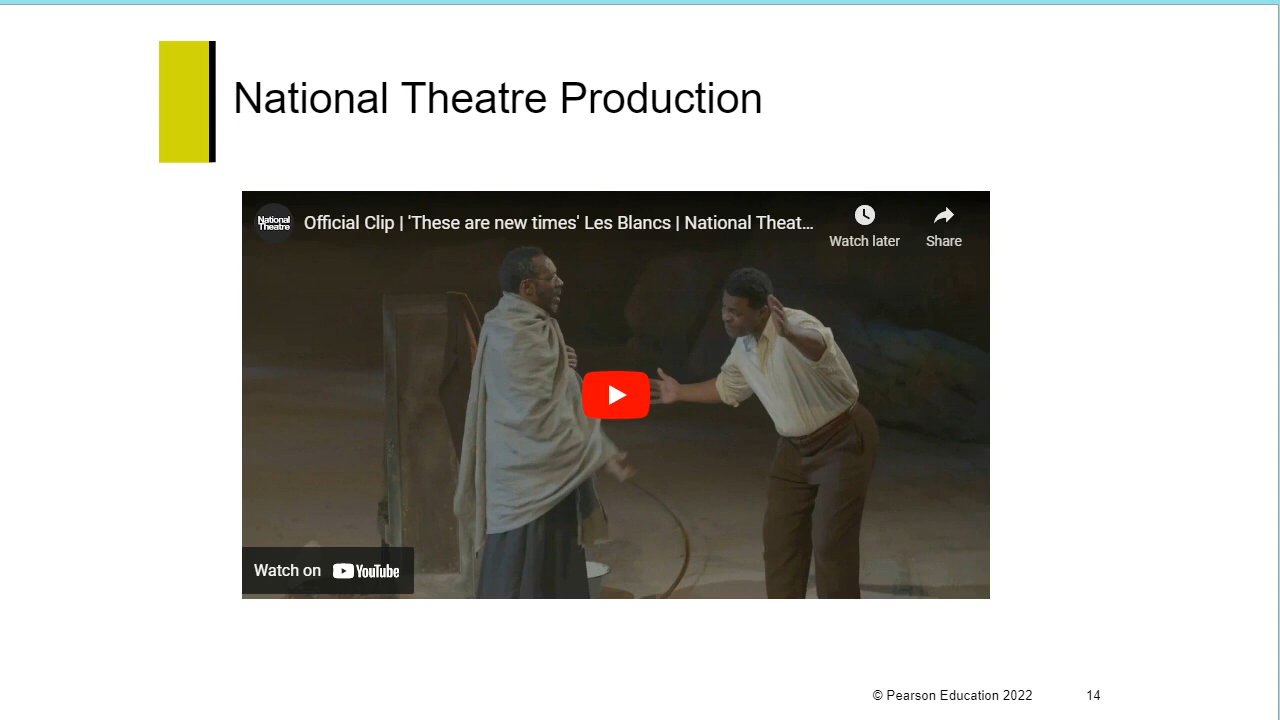 National Theatre Production
National
Theatre
Official Clip | 'These are new times' Les Blancs | National Theat...
Watch later
Share
Watch on YouTube
© Pearson Education 2022
14